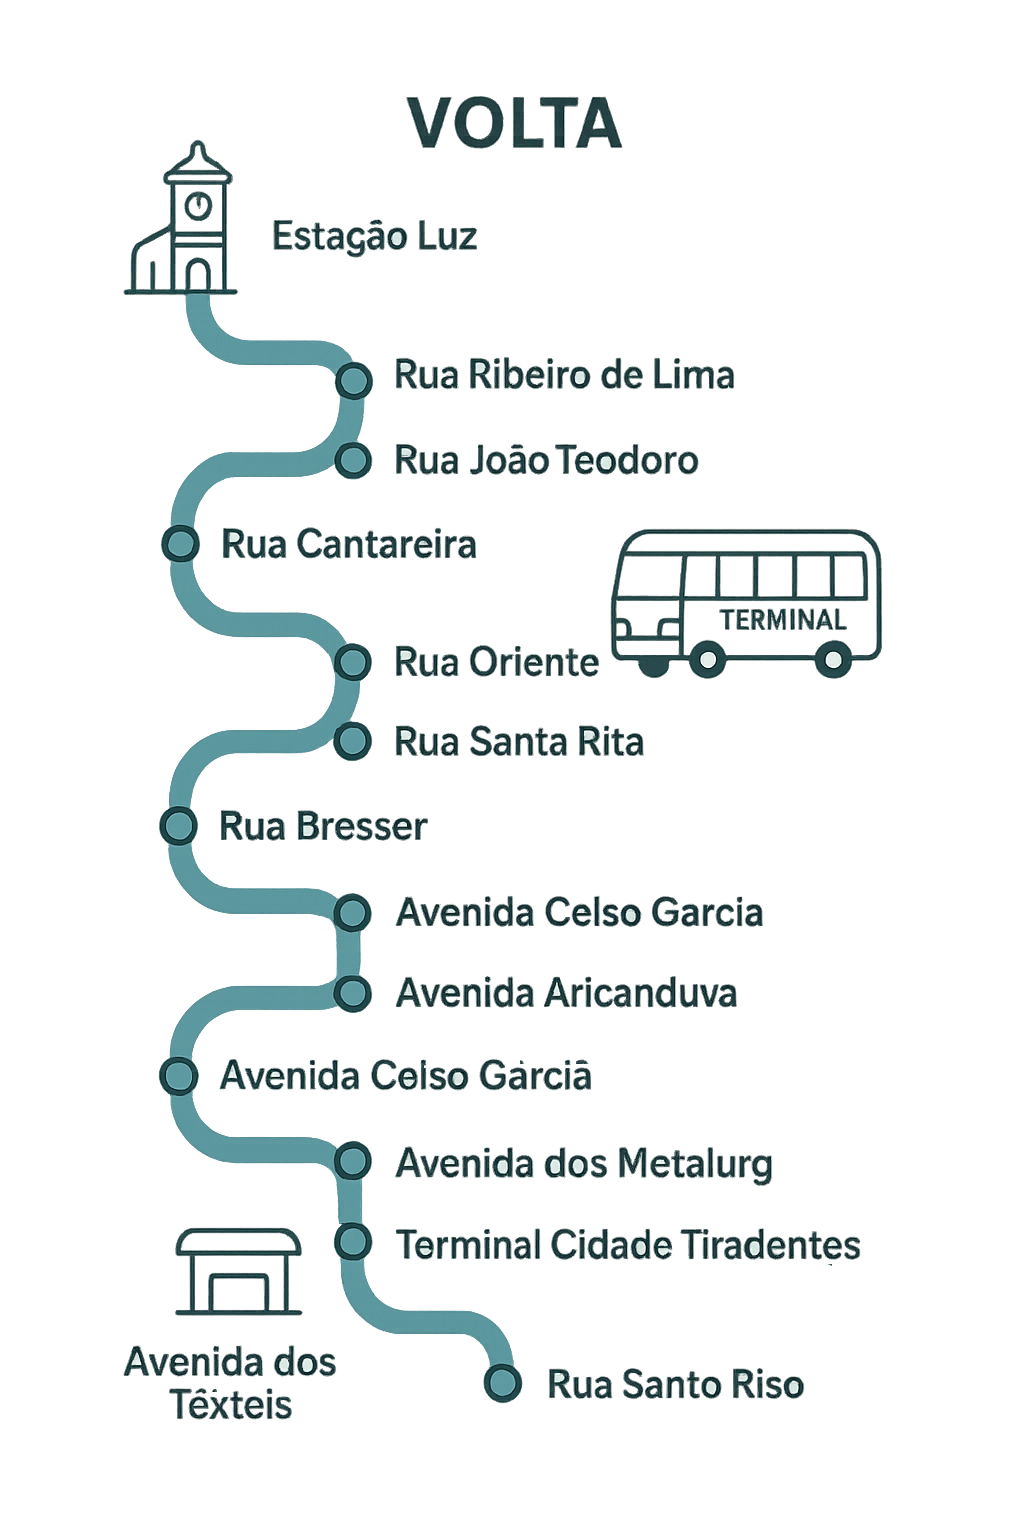 VOLTA
Estação Luz
Rua Ribeiro de Lima
Rua João Teodoro
Rua Cantareira
TERMINAL
Rua Oriente
Rua Santa Rita
Rua Bresser
Avenida Celso Garcia
Avenida Aricanduva
Avenida Celso Gàrciâ
Avenida dos Metalurg
Terminal Cidade Tiradentes
Avenida dos
Têxteis
Rua Santo Riso